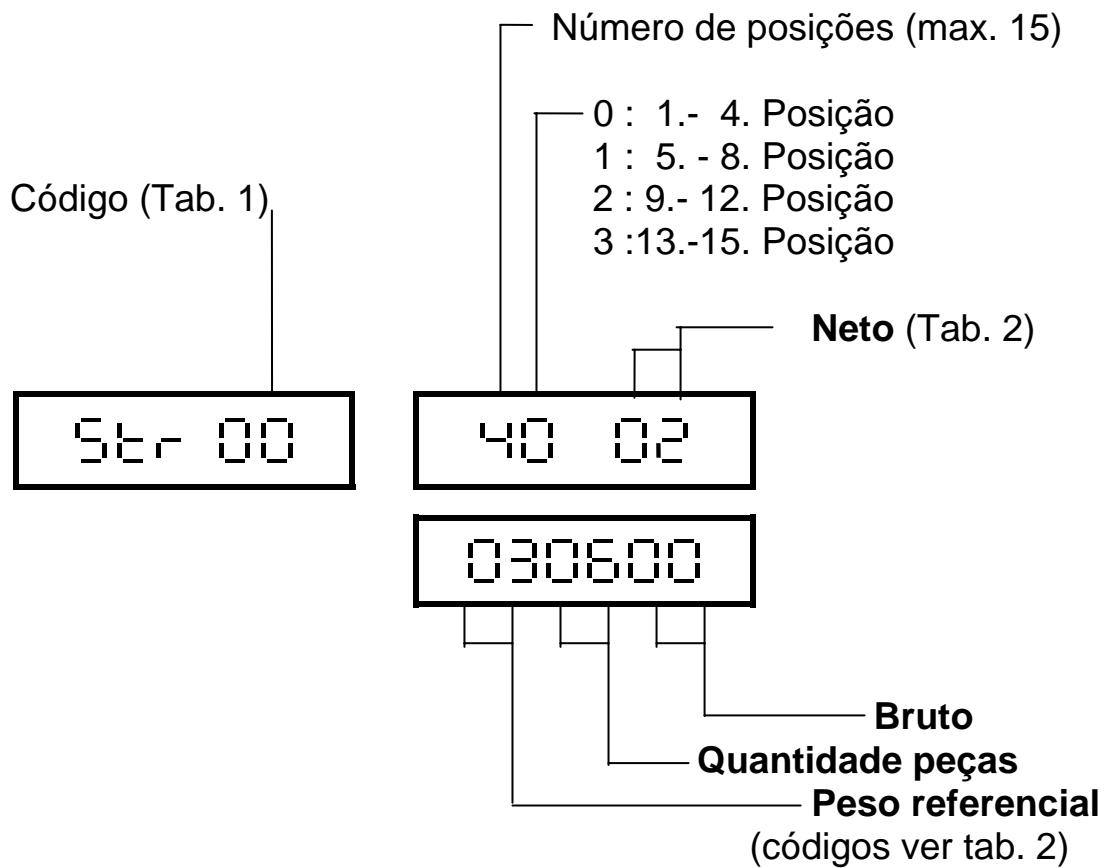 Número de posições (max. 15)
0 : 1.- 4. Posição
1 : 5. - 8. Posição
2 : 9.- 12. Posição
3 :13.-15. Posição
Código (Tab. 1)
Neto (Tab. 2)
Str 00
40 02
030600
Bruto
Quantidade peças
Peso referencial
(códigos ver tab. 2)